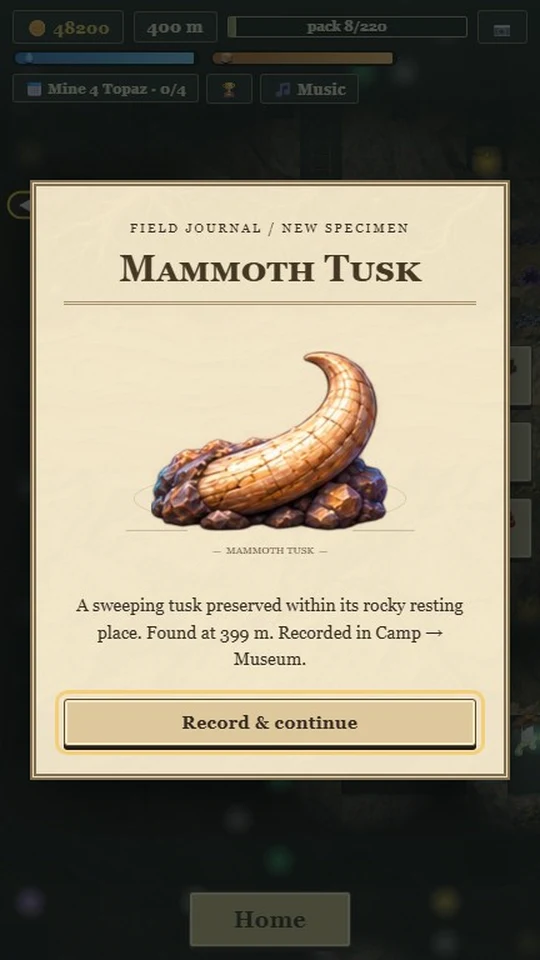 48200
400 m
pack 8/220
Mine 4 Topaz - 0/4
Music
FIELD JOURNAL / NEW SPECIMEN
MAMMOTH TUSK
— MAMMOTH TUSK —
A sweeping tusk preserved within its rocky resting
place. Found at 399 m. Recorded in Camp →
Museum.
Record & continue
Home